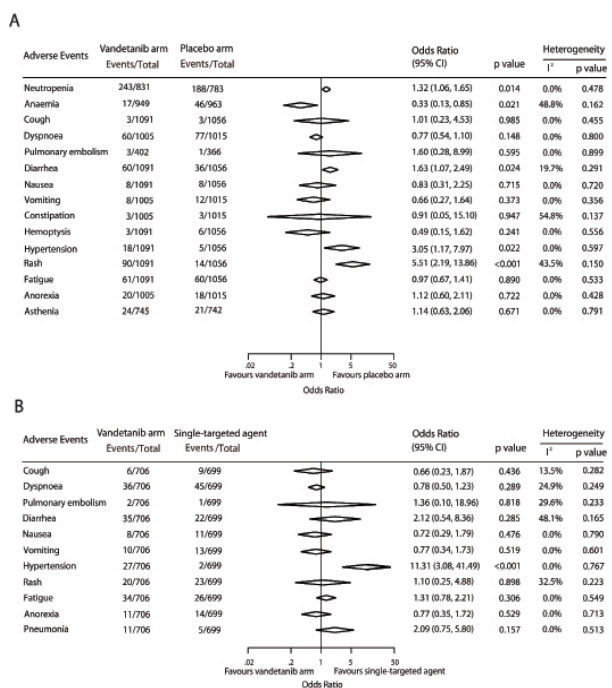 A
Adverse Events Vandetanib arm Events/Total Placebo arm Events/Total Odds Ratio (95% CI) p value Heterogeneity I² p value
Neutropenia 243/831 188/783 1.32 (1.06, 1.65) 0.014 0.0% 0.478
Anaemia 17/949 46/963 0.33 (0.13, 0.85) 0.021 48.8% 0.162
Cough 3/1091 3/1056 1.01 (0.23, 4.53) 0.985 0.0% 0.455
Dyspnoea 60/1005 77/1015 0.77 (0.54, 1.10) 0.148 0.0% 0.800
Pulmonary embolism 3/402 1/366 1.60 (0.28, 8.99) 0.595 0.0% 0.899
Diarrhea 60/1091 36/1056 1.63 (1.07, 2.49) 0.024 19.7% 0.291
Nausea 8/1091 8/1056 0.83 (0.31, 2.25) 0.715 0.0% 0.720
Vomiting 8/1005 12/1015 0.66 (0.27, 1.64) 0.373 0.0% 0.356
Constipation 3/1005 3/1015 0.91 (0.05, 15.10) 0.947 54.8% 0.137
Hemoptysis 3/1091 6/1056 0.49 (0.15, 1.62) 0.241 0.0% 0.556
Hypertension 18/1091 5/1056 3.05 (1.17, 7.97) 0.022 0.0% 0.597
Rash 90/1091 14/1056 5.51 (2.19, 13.86) <0.001 43.5% 0.150
Fatigue 61/1091 60/1056 0.97 (0.67, 1.41) 0.890 0.0% 0.533
Anorexia 20/1005 18/1015 1.12 (0.60, 2.11) 0.722 0.0% 0.428
Asthenia 24/745 21/742 1.14 (0.63, 2.06) 0.671 0.0% 0.791
.02 .2 1 5 50
Favours vandetanib arm Favours placebo arm
Odds Ratio
B
Adverse Events Vandetanib arm Events/Total Single-targeted agent Events/Total Odds Ratio (95% CI) p value Heterogeneity I² p value
Cough 6/706 9/699 0.66 (0.23, 1.87) 0.436 13.5% 0.282
Dyspnoea 36/706 45/699 0.78 (0.50, 1.23) 0.289 24.9% 0.249
Pulmonary embolism 2/706 1/699 1.36 (0.10, 18.96) 0.818 29.6% 0.233
Diarrhea 35/706 22/699 2.12 (0.54, 8.36) 0.285 48.1% 0.165
Nausea 8/706 11/699 0.72 (0.29, 1.79) 0.476 0.0% 0.790
Vomiting 10/706 13/699 0.77 (0.34, 1.73) 0.519 0.0% 0.601
Hypertension 27/706 2/699 11.31 (3.08, 41.49) <0.001 0.0% 0.767
Rash 20/706 23/699 1.10 (0.25, 4.88) 0.898 32.5% 0.223
Fatigue 34/706 26/699 1.31 (0.78, 2.21) 0.306 0.0% 0.549
Anorexia 11/706 14/699 0.77 (0.35, 1.72) 0.529 0.0% 0.713
Pneumonia 11/706 5/699 2.09 (0.75, 5.80) 0.157 0.0% 0.513
.02 .2 1 5 50
Favours vandetanib arm Favours single-targeted agent
Odds Ratio